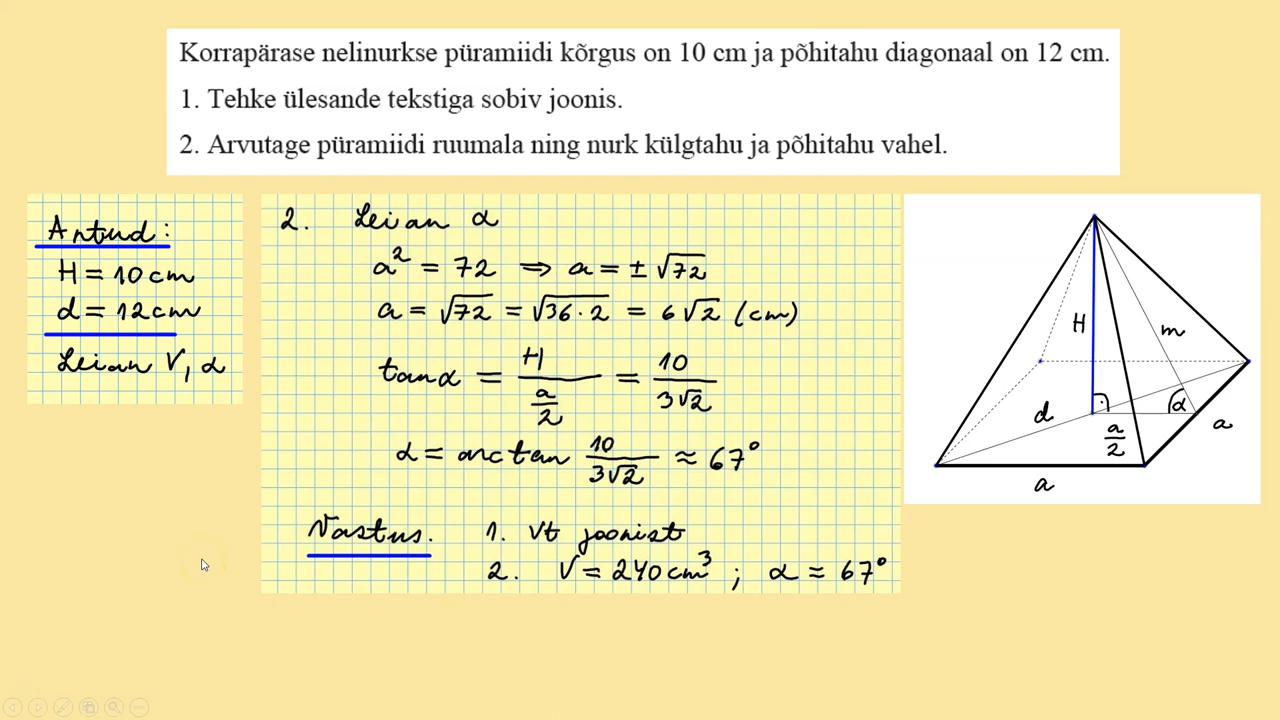 Korrapärase nelinurkse püramiidi kõrgus on 10 cm ja põhitahu diagonaal on 12 cm.
1. Tehke ülesande tekstiga sobiv joonis.
2. Arvutage püramiidi ruumala ning nurk külgtahu ja põhitahu vahel.
Antud:
H = 10 cm
d = 12 cm
Leian V, α
2. Leian α
a² = 72 ⟹ a = ± √72
a = √72 = √36 · 2 = 6√2 (cm)
tan α = H / (a/2) = 10 / 3√2
α = arctan 10 / 3√2 ≈ 67°
Vastus. 1. Vt joonist
2. V = 240 cm³ ; α ≈ 67°
H
m
d
α
a/2
a
a